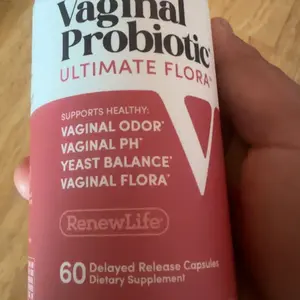 Vaginal
Probiotic
ULTIMATE FLORA
SUPPORTS HEALTHY:
VAGINAL ODOR*
VAGINAL PH*
YEAST BALANCE*
VAGINAL FLORA*
RenewLife
60 Delayed Release Capsules
Dietary Supplement